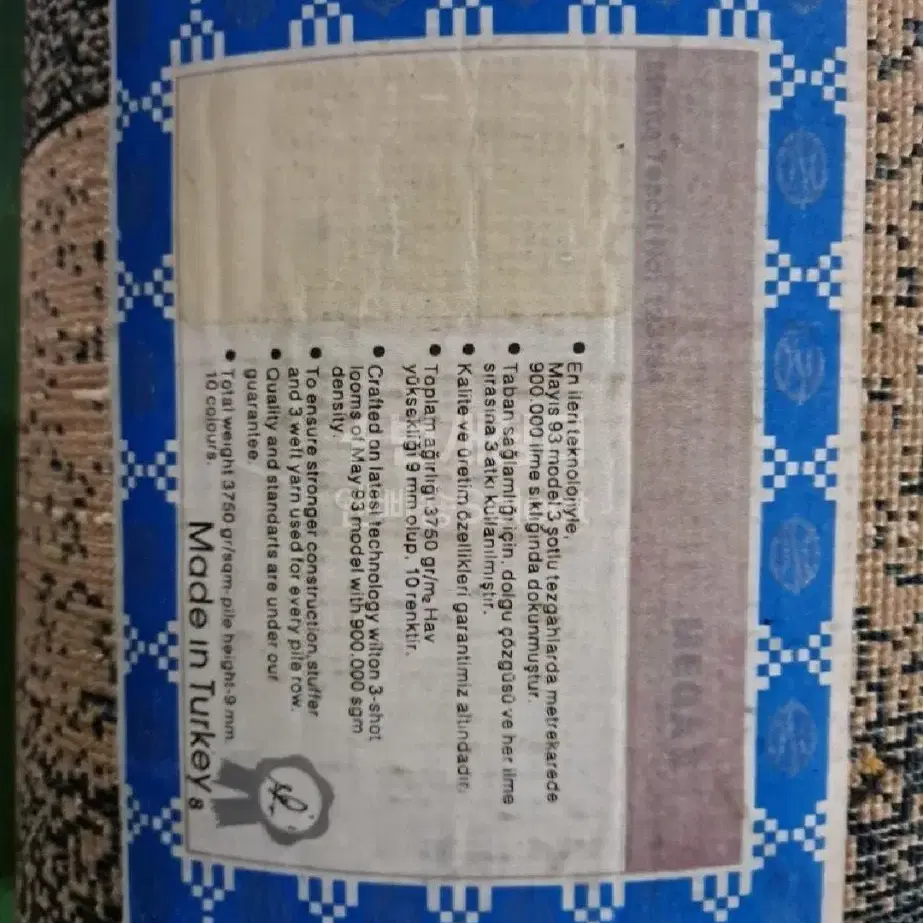 • En ileri teknolojiyle,
Mayıs 93 model 3 şotlu tezgâhlarda metrekarede
900.000 ilme sıklığında dokunmuştur.
• Taban sağlamlığı için, dolgu çözgüsü ve her ilme
sırasına 3 atkı kullanılmıştır.
• Kalite ve üretim özellikleri garantimiz altındadır.
• Toplam ağırlığı 3750 gr/m2 Hav
yüksekliği 9 mm olup, 10 renktir.
• Crafted on latest technology wilton 3-shot
looms of May 93 model with 900.000 sgm
density.
• To ensure stronger construction, stuffer
and 3 weft yarn used for every pile row.
• Quality and standarts are under our
guarantee.
• Total weight 3750 gr/sqm-pile height-9 mm.
10 colours.
Made in Turkey 8